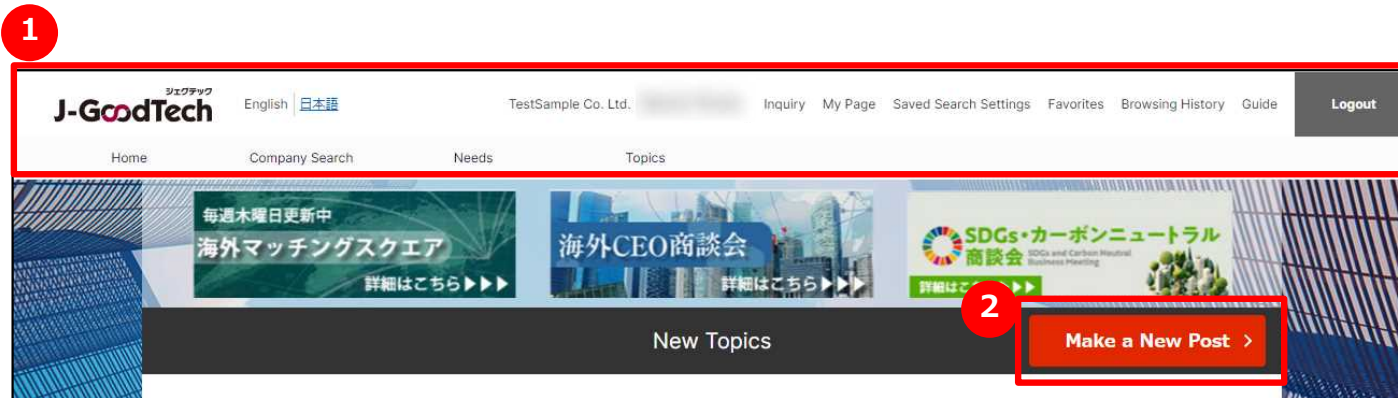 1
ジェグテック
J-GoodTech
English 日本語
TestSample Co. Ltd.
Inquiry My Page Saved Search Settings Favorites Browsing History Guide Logout
Home Company Search Needs Topics
毎週木曜日更新中
海外マッチングスクエア
詳細はこちら▶▶▶
海外CEO商談会
詳細はこちら▶▶▶
SDGs・カーボンニュートラル
商談会 SDGs and Carbon Neutral
Business Meeting
詳細はこ ▶▶
2
New Topics
Make a New Post >